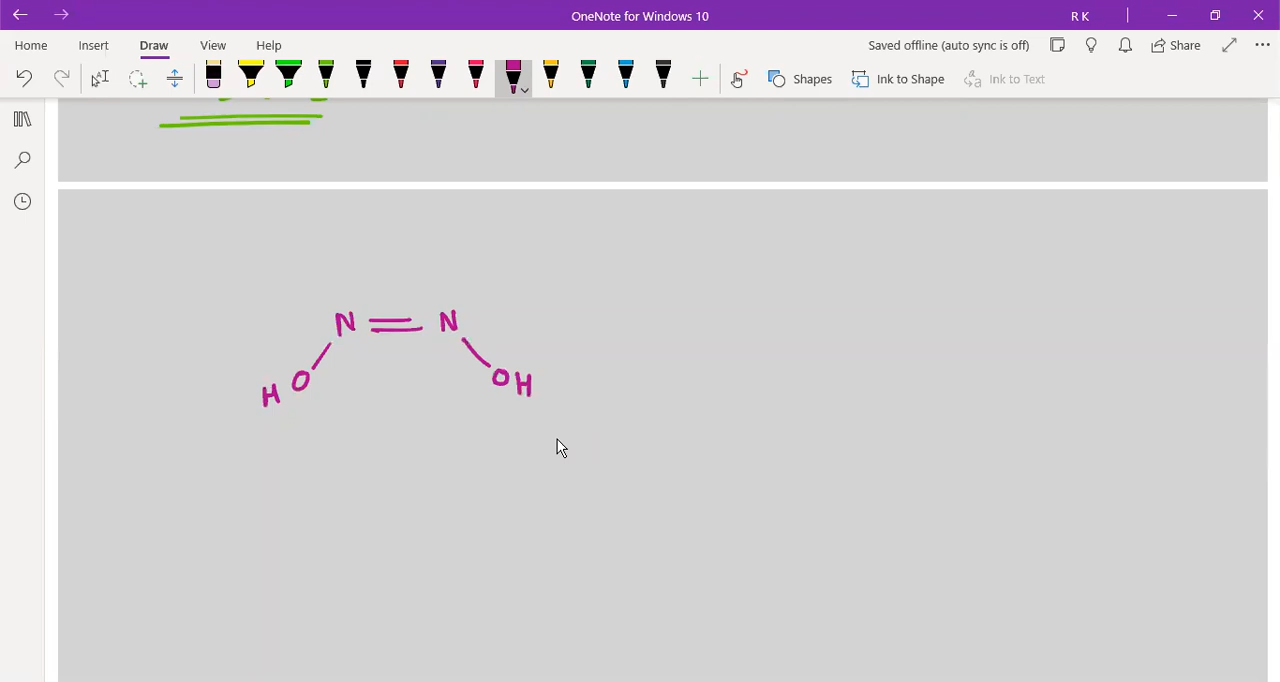 OneNote for Windows 10
R K
Home Insert Draw View Help
Saved offline (auto sync is off)
Share
Shapes
Ink to Shape
Ink to Text
N = N
H O OH